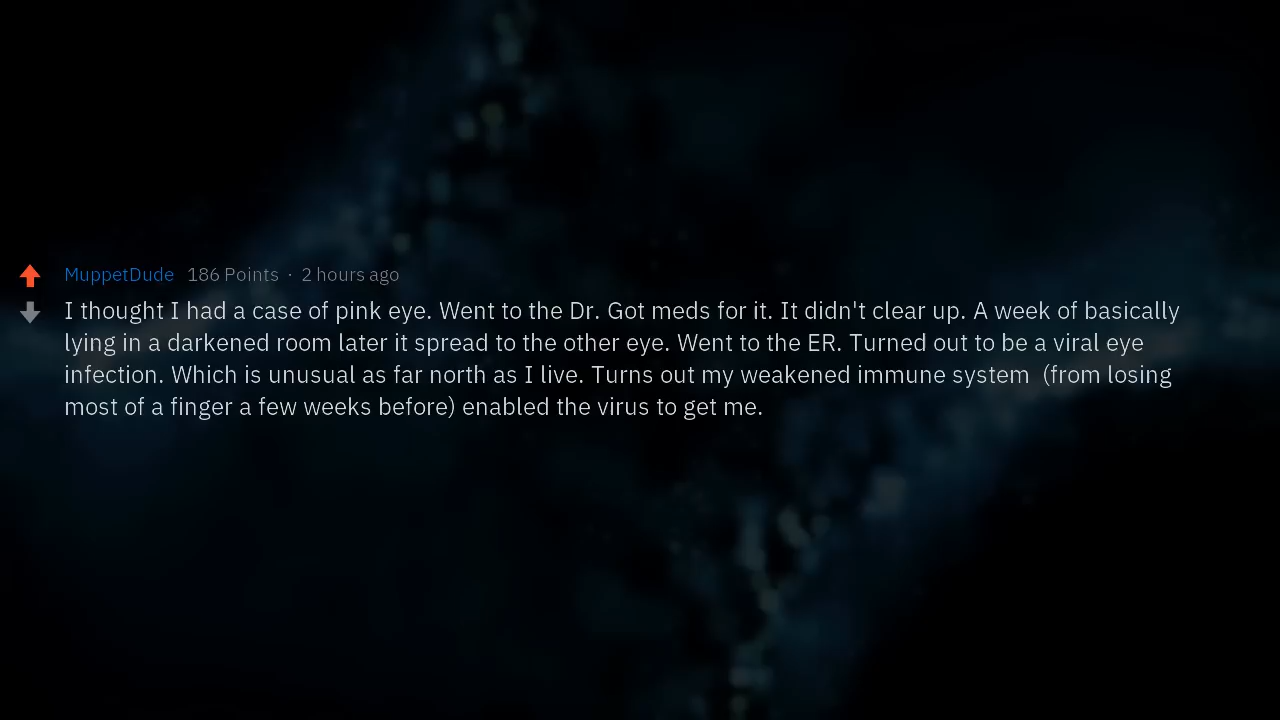 MuppetDude 186 Points · 2 hours ago
I thought I had a case of pink eye. Went to the Dr. Got meds for it. It didn't clear up. A week of basically
lying in a darkened room later it spread to the other eye. Went to the ER. Turned out to be a viral eye
infection. Which is unusual as far north as I live. Turns out my weakened immune system  (from losing
most of a finger a few weeks before) enabled the virus to get me.